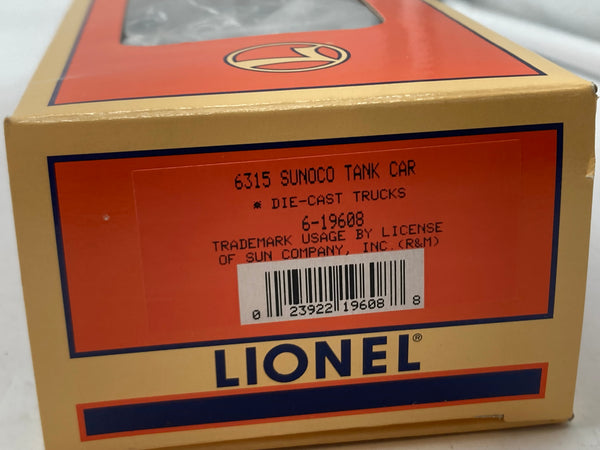 L
6315 SUNOCO TANK CAR
* DIE-CAST TRUCKS
6-19608
TRADEMARK USAGE BY LICENSE
OF SUN COMPANY, INC.(R&M)
0 23922 19608 8
LIONEL®